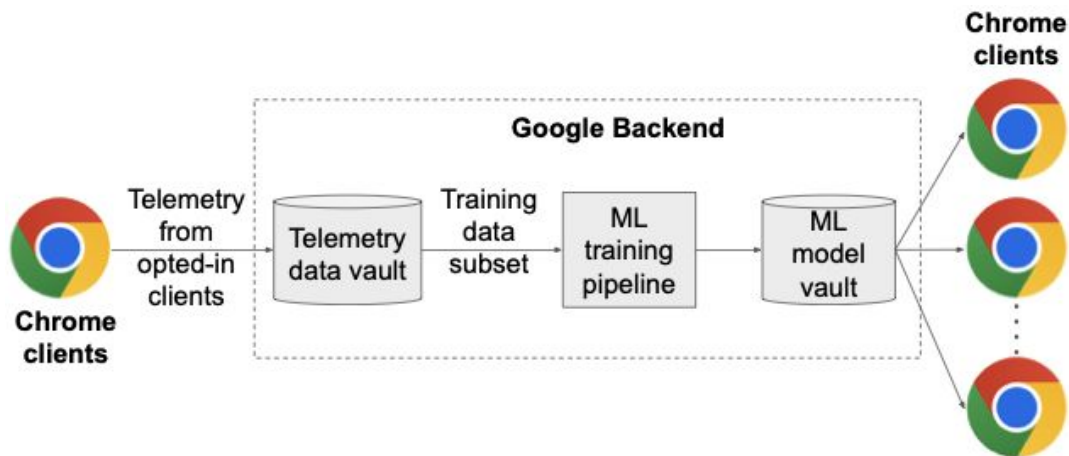 Chrome
clients
Google Backend
Telemetry
from
opted-in
clients
Chrome
clients
Telemetry
data vault
Training
data
subset
ML
training
pipeline
ML
model
vault